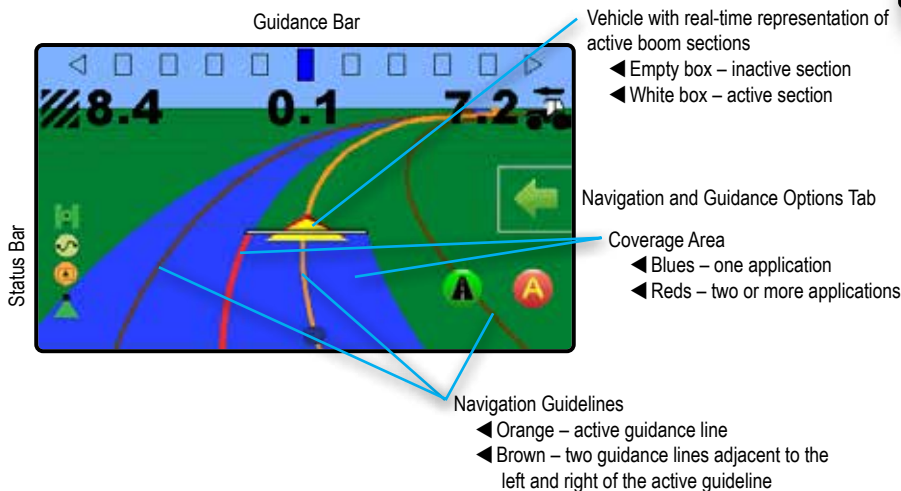 Guidance Bar
Vehicle with real-time representation of
active boom sections
◄ Empty box – inactive section
◄ White box – active section
8.4 0.1 7.2
Status Bar
Navigation and Guidance Options Tab
Coverage Area
◄ Blues – one application
◄ Reds – two or more applications
A
Navigation Guidelines
◄ Orange – active guidance line
◄ Brown – two guidance lines adjacent to the
left and right of the active guideline